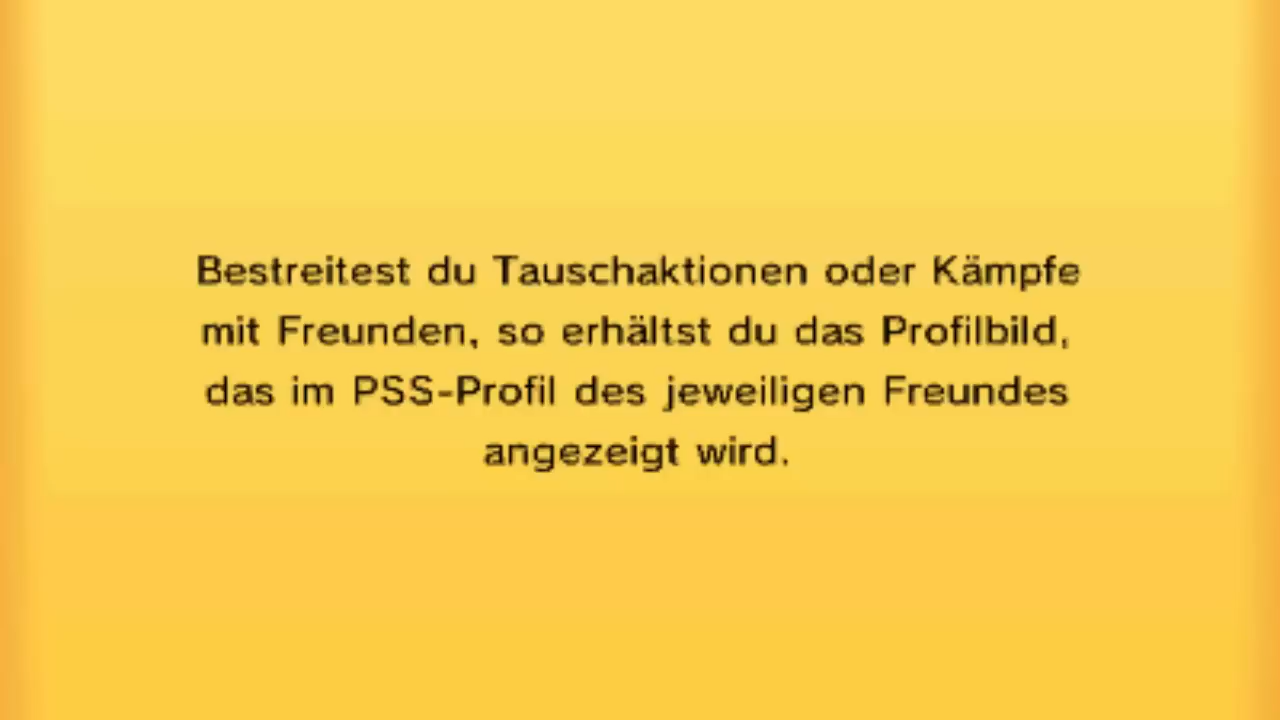 Bestreitest du Tauschaktionen oder Kämpfe
mit Freunden, so erhältst du das Profilbild,
das im PSS-Profil des jeweiligen Freundes
angezeigt wird.